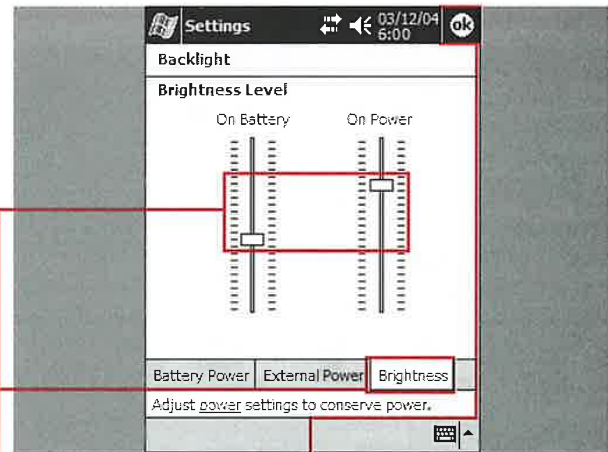 Settings
03/12/04
6:00
ok
Backlight
Brightness Level
On Battery On Power
Battery Power External Power Brightness
Adjust power settings to conserve power.